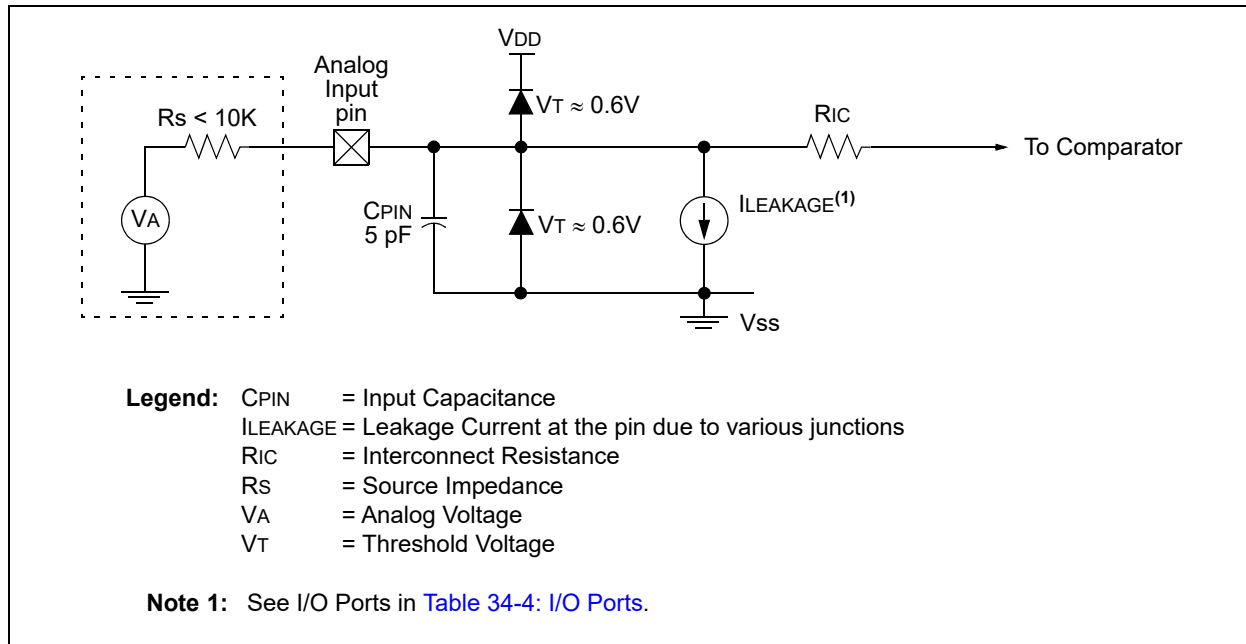 VDD
Analog
Input
pin
Rs < 10K
VT ≈ 0.6V
RIC
To Comparator
VA
CPIN
5 pF
VT ≈ 0.6V
ILEAKAGE(1)
Vss
Legend: CPIN = Input Capacitance
ILEAKAGE = Leakage Current at the pin due to various junctions
RIC = Interconnect Resistance
RS = Source Impedance
VA = Analog Voltage
VT = Threshold Voltage
Note 1: See I/O Ports in Table 34-4: I/O Ports.